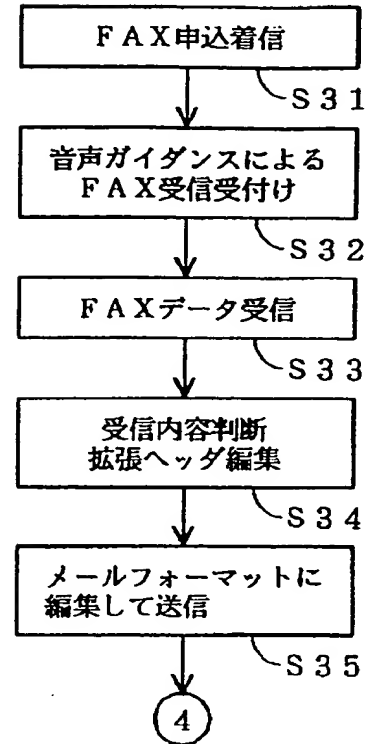 ＦＡＸ申込着信
Ｓ３１
音声ガイダンスによる
ＦＡＸ受信受付け
Ｓ３２
ＦＡＸデータ受信
Ｓ３３
受信内容判断
拡張ヘッダ編集
Ｓ３４
メールフォーマットに
編集して送信
Ｓ３５
4